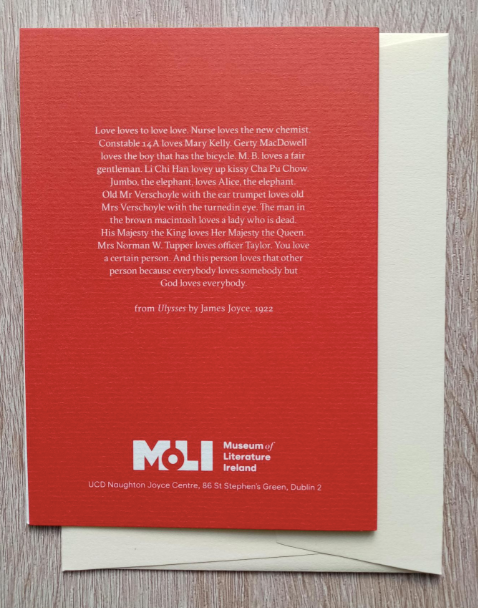 Love loves to love love. Nurse loves the new chemist.
Constable 14A loves Mary Kelly. Gerty MacDowell
loves the boy that has the bicycle. M. B. loves a fair
gentleman. Li Chi Han lovey up kissy Cha Pu Chow.
Jumbo, the elephant, loves Alice, the elephant.
Old Mr Verschoyle with the ear trumpet loves old
Mrs Verschoyle with the turnedin eye. The man in
the brown macintosh loves a lady who is dead.
His Majesty the King loves Her Majesty the Queen.
Mrs Norman W. Tupper loves officer Taylor. You love
a certain person. And this person loves that other
person because everybody loves somebody but
God loves everybody.
from Ulysses by James Joyce, 1922
MoLI
Museum of
Literature
Ireland
UCD Naughton Joyce Centre, 86 St Stephen's Green, Dublin 2